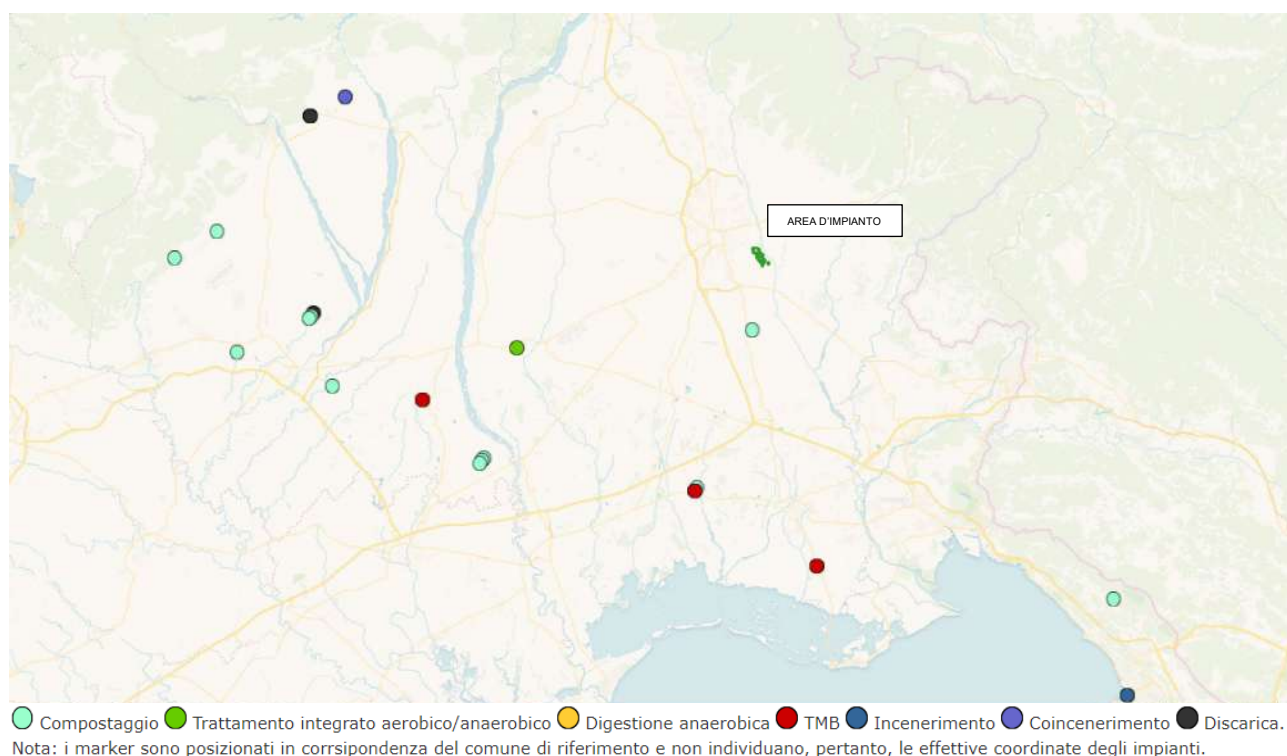 AREA D'IMPIANTO
Compostaggio Trattamento integrato aerobico/anaerobico Digestione anaerobica TMB Incenerimento Coincenerimento Discarica.
Nota: i marker sono posizionati in corrsipondenza del comune di riferimento e non individuano, pertanto, le effettive coordinate degli impianti.